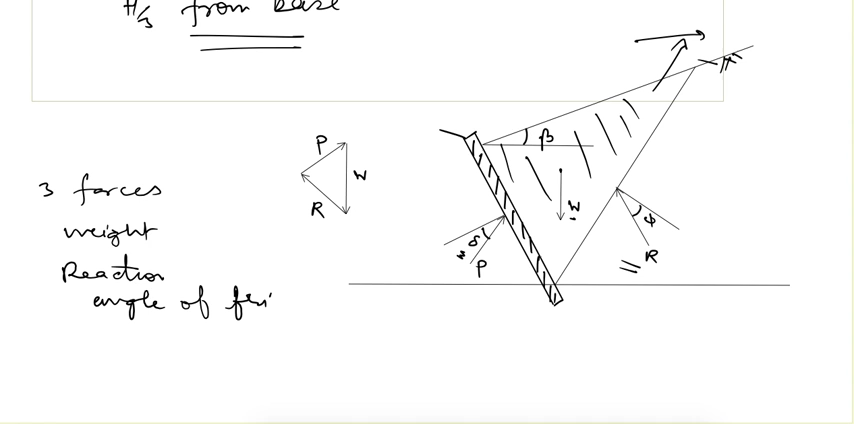 H/3 from base
3 forces
weight
Reaction
angle of fri
P
W
R
β
W
δ
P
φ
R